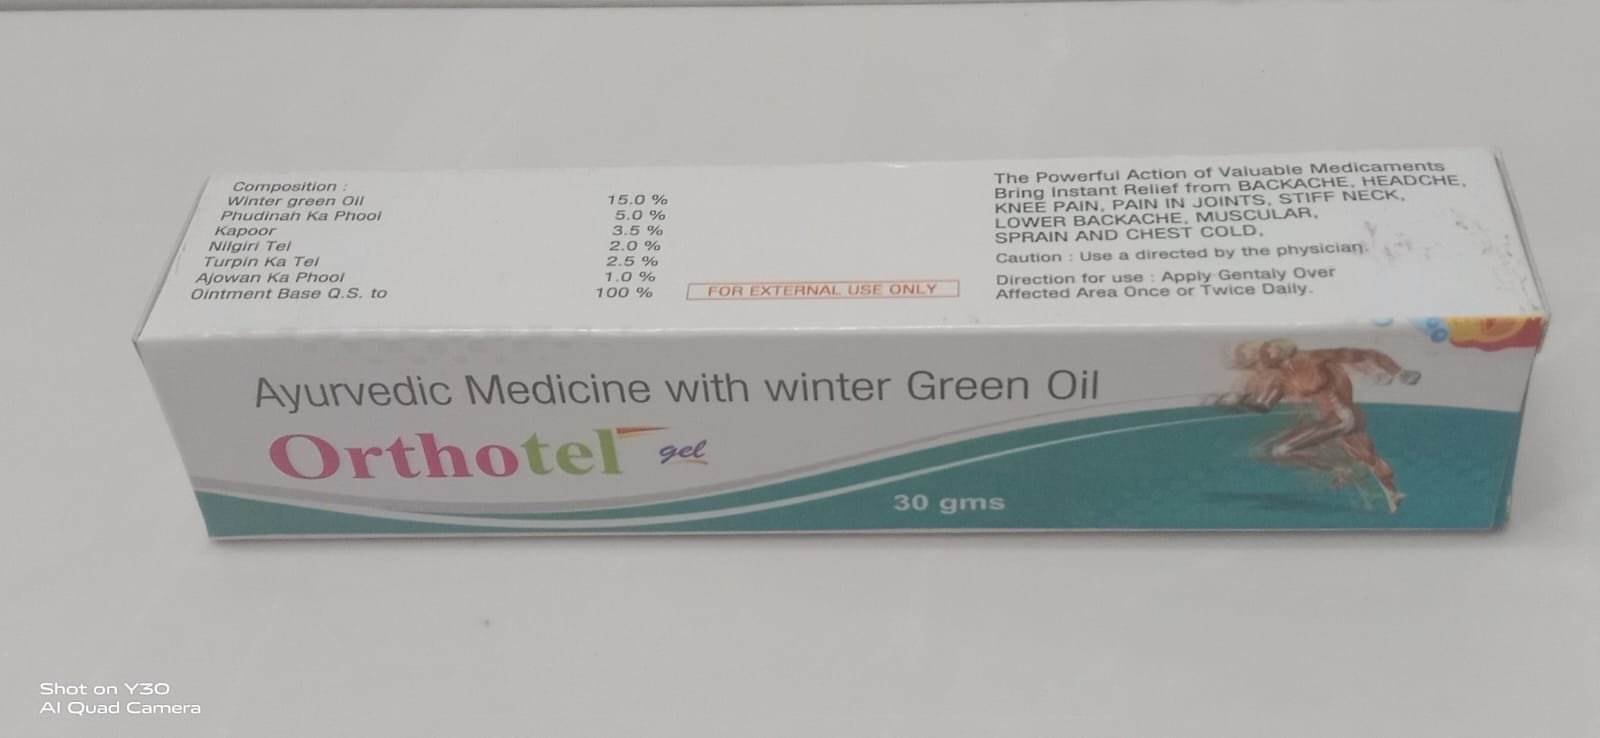 Composition :
Winter green Oil 15.0 %
Phudinah Ka Phool 5.0 %
Kapoor 3.5 %
Nilgiri Tel 2.0 %
Turpin Ka Tel 2.5 %
Ajowan Ka Phool 1.0 %
Ointment Base Q.S. to 100 %
FOR EXTERNAL USE ONLY
The Powerful Action of Valuable Medicaments
Bring Instant Relief from BACKACHE, HEADCHE,
KNEE PAIN, PAIN IN JOINTS, STIFF NECK,
LOWER BACKACHE, MUSCULAR,
SPRAIN AND CHEST COLD,
Caution : Use a directed by the physician.
Direction for use : Apply Gentaly Over
Affected Area Once or Twice Daily.
Ayurvedic Medicine with winter Green Oil
Orthotel gel
30 gms
Shot on Y30
AI Quad Camera